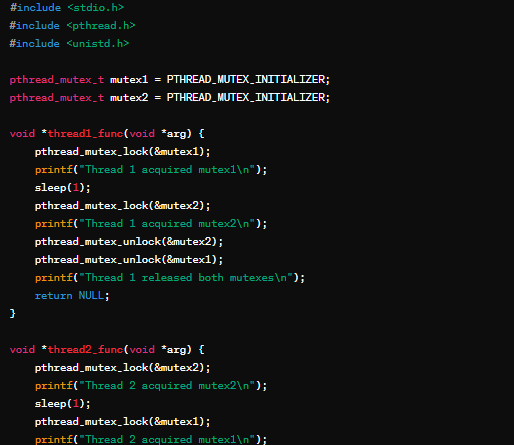 #include <stdio.h>
#include <pthread.h>
#include <unistd.h>

pthread_mutex_t mutex1 = PTHREAD_MUTEX_INITIALIZER;
pthread_mutex_t mutex2 = PTHREAD_MUTEX_INITIALIZER;

void *thread1_func(void *arg) {
    pthread_mutex_lock(&mutex1);
    printf("Thread 1 acquired mutex1\n");
    sleep(1);
    pthread_mutex_lock(&mutex2);
    printf("Thread 1 acquired mutex2\n");
    pthread_mutex_unlock(&mutex2);
    pthread_mutex_unlock(&mutex1);
    printf("Thread 1 released both mutexes\n");
    return NULL;
}

void *thread2_func(void *arg) {
    pthread_mutex_lock(&mutex2);
    printf("Thread 2 acquired mutex2\n");
    sleep(1);
    pthread_mutex_lock(&mutex1);
    printf("Thread 2 acquired mutex1\n");